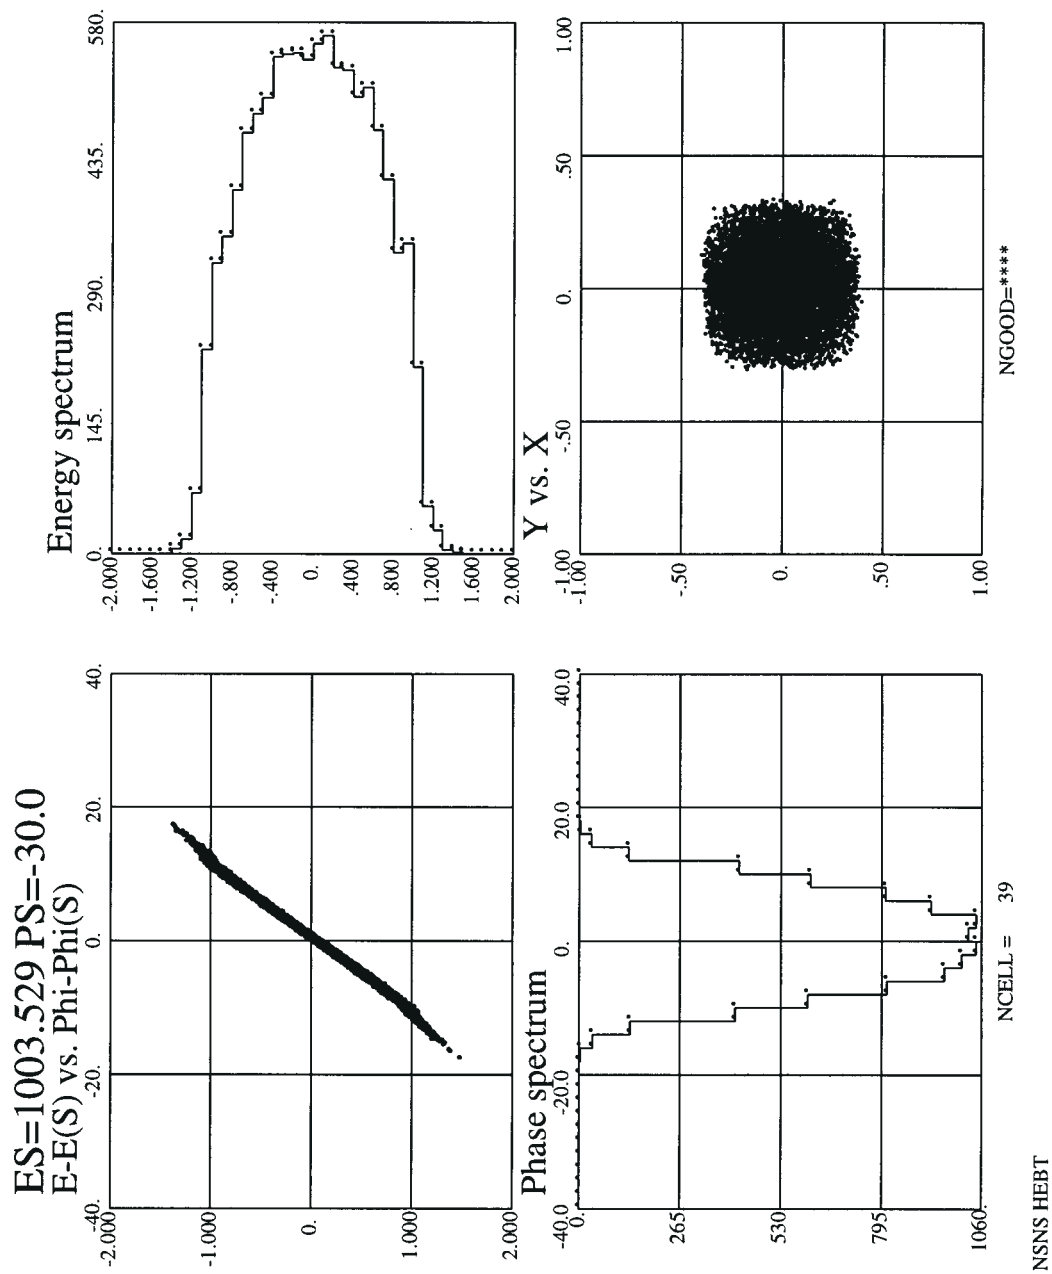 ES=1003.529 PS=-30.0
E-E(S) vs. Phi-Phi(S)
-40. -20. 0. 20. 40.
-2.000
-1.000
0.
1.000
2.000
Energy spectrum
0. 145. 290. 435. 580.
-2.000
-1.600
-1.200
-.800
-.400
0.
.400
.800
1.200
1.600
2.000
Phase spectrum
-40.0 -20.0 0. 20.0 40.0
0.
265.
530.
795.
1060.
Y vs. X
-1.00 -.50 0. .50 1.00
-1.00
-.50
0.
.50
1.00
NCELL = 39
NGOOD=****
NSNS HEBT